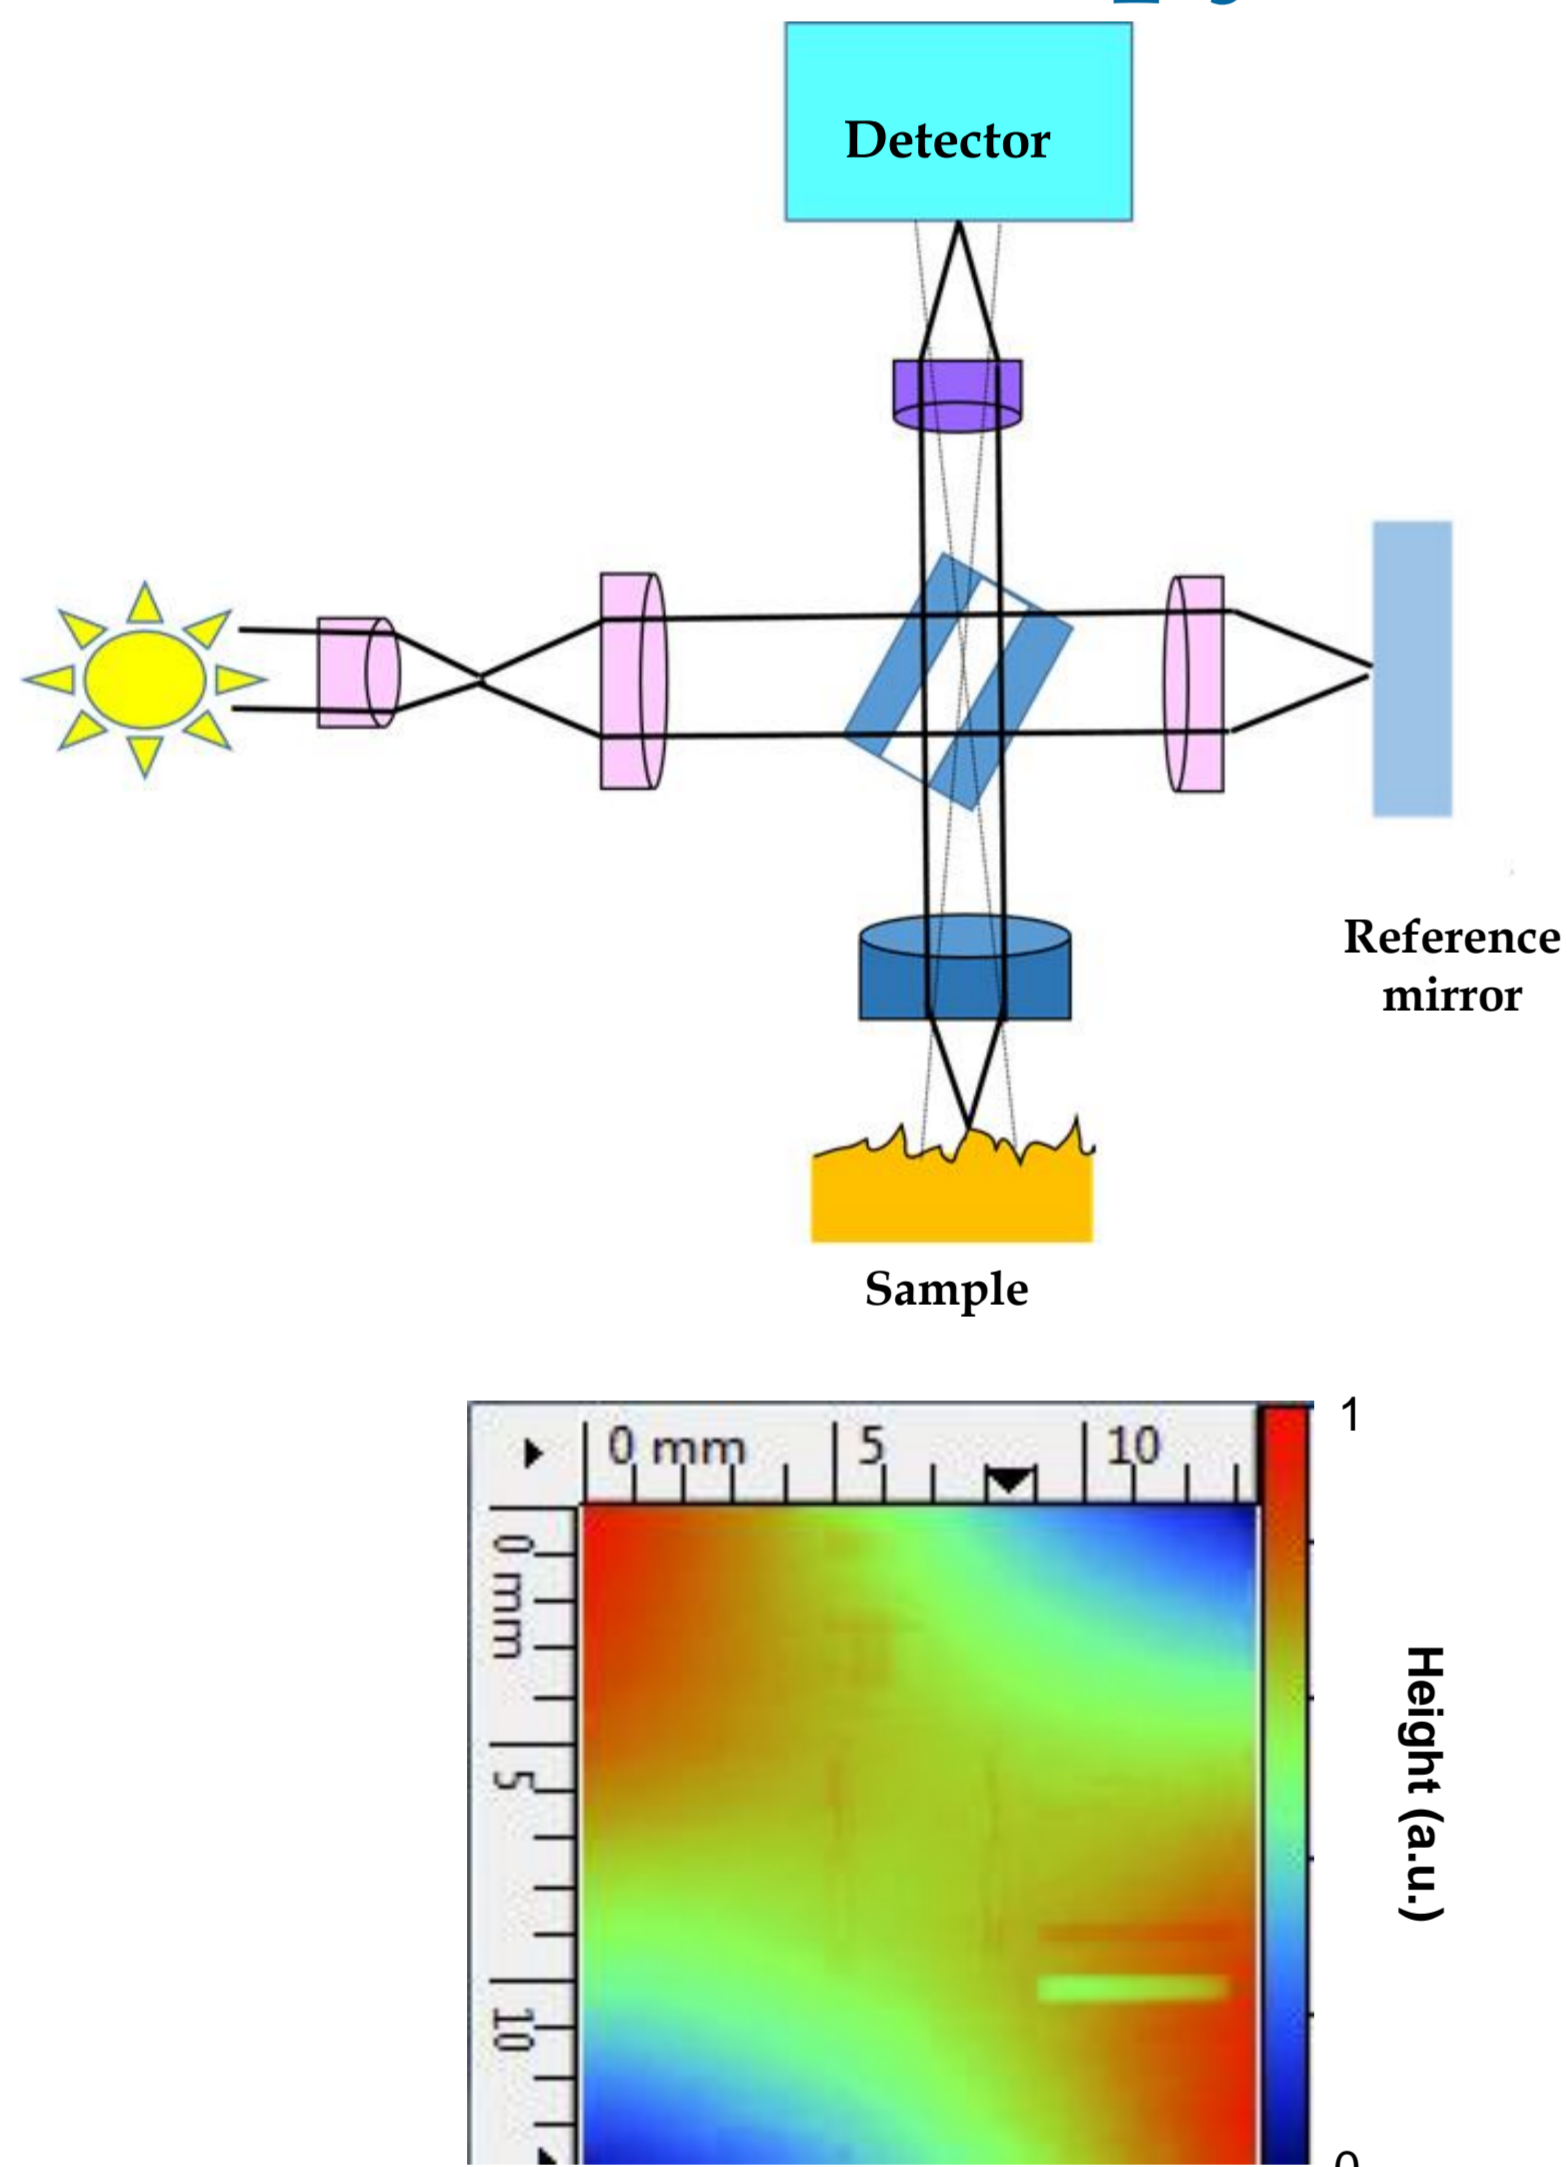 Detector
Reference
mirror
Sample
0 mm 5 10
1
0 mm
5
10
Height (a.u.)
0